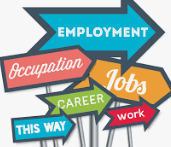 EMPLOYMENT
Occupation
Jobs
CAREER
THIS WAY
work